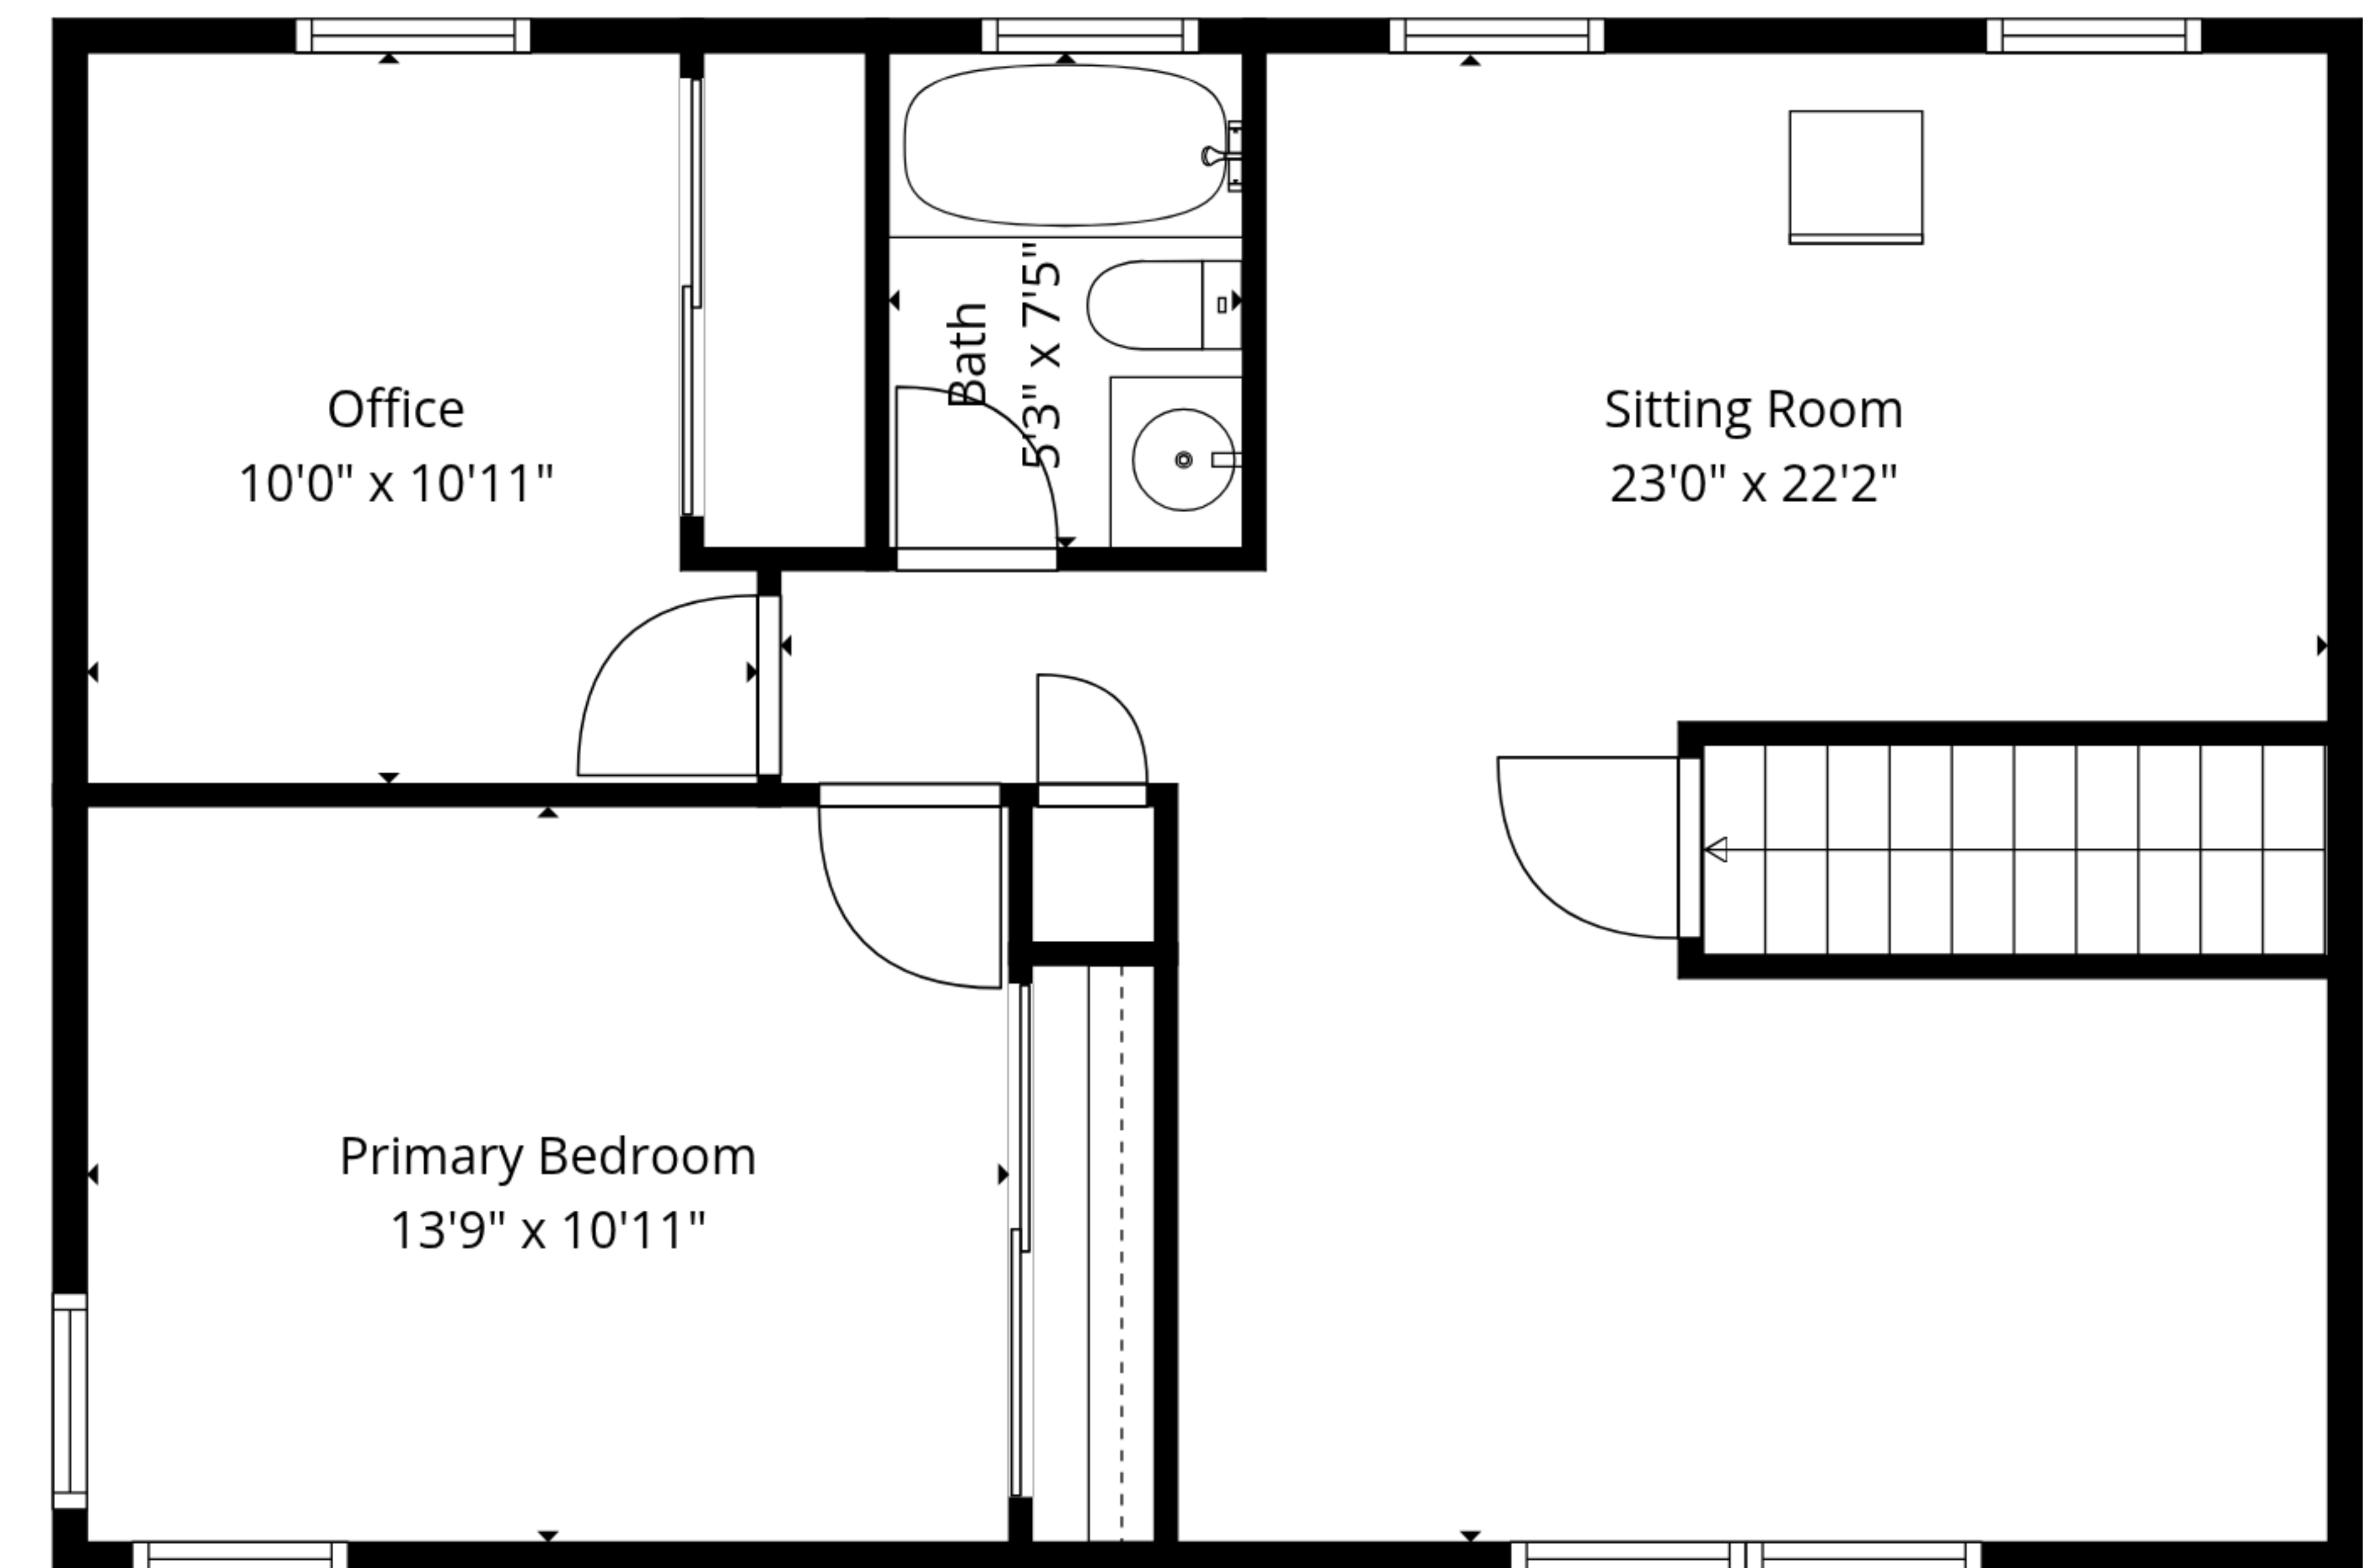 Office
10'0" x 10'11"
Bath
5'3" x 7'5"
Sitting Room
23'0" x 22'2"
Primary Bedroom
13'9" x 10'11"